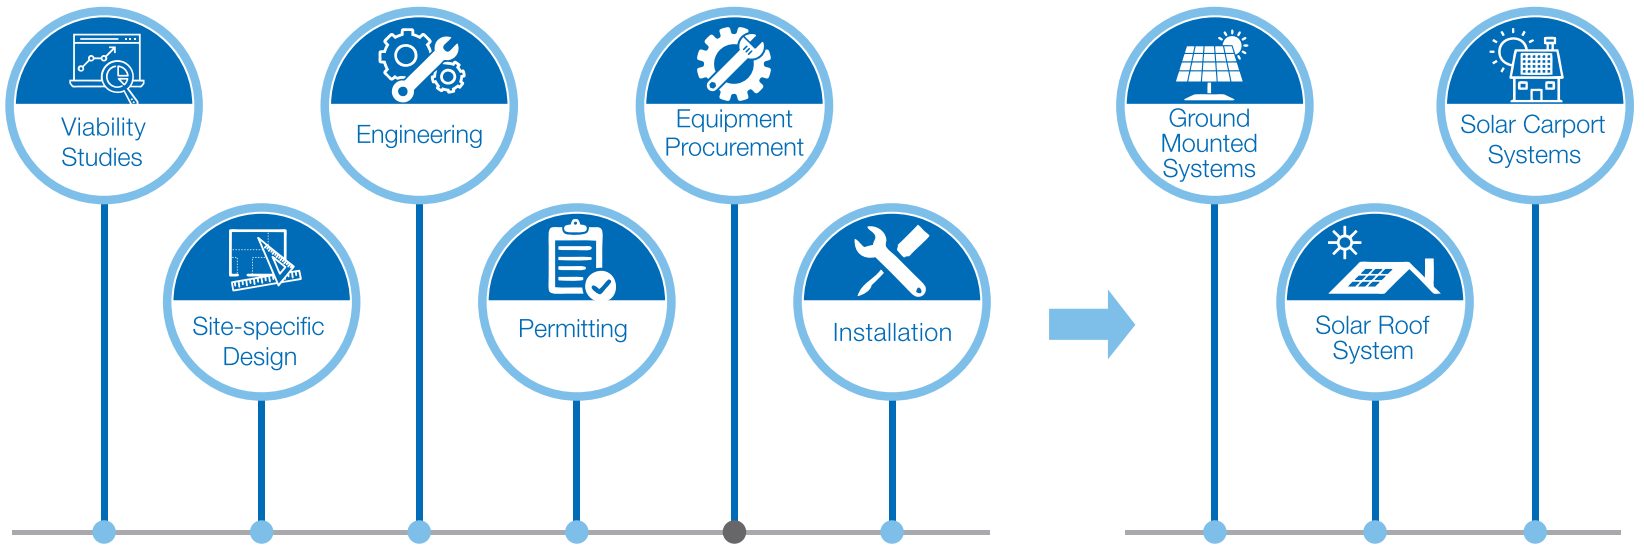 Viability
Studies
Site-specific
Design
Engineering
Permitting
Equipment
Procurement
Installation
Ground
Mounted
Systems
Solar Roof
System
Solar Carport
Systems